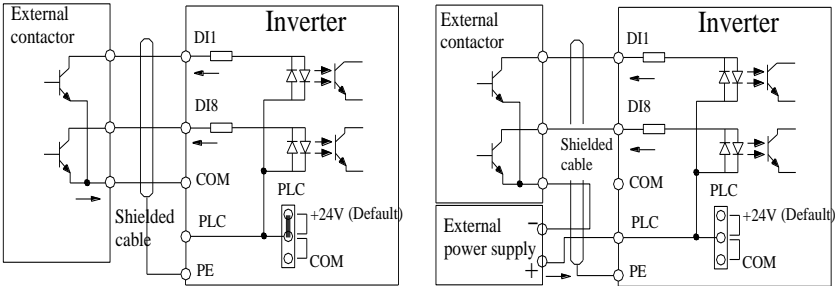 External
contactor
Inverter
DI1
DI8
COM
PLC
Shielded
cable
PLC
+24V (Default)
COM
PE
External
contactor
Inverter
DI1
DI8
Shielded
cable
COM
PLC
External
power supply
−
+
PLC
+24V (Default)
COM
PE